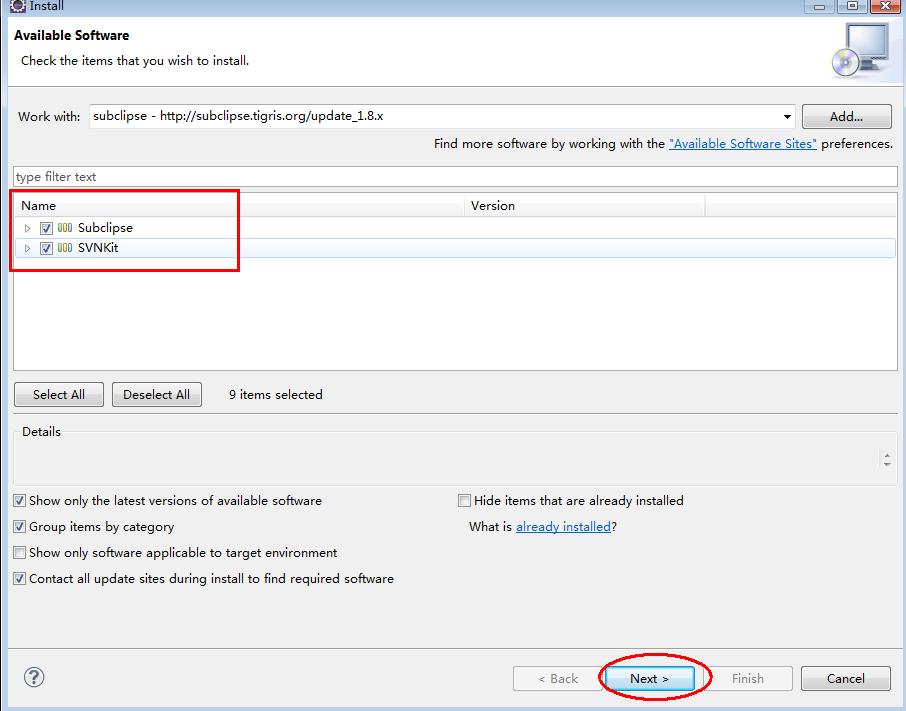 Install
Available Software
Check the items that you wish to install.
Work with: subclipse - http://subclipse.tigris.org/update_1.8.x Add...
Find more software by working with the "Available Software Sites" preferences.
type filter text
Name Version
Subclipse
SVNKit
Select All Deselect All 9 items selected
Details
Show only the latest versions of available software Hide items that are already installed
Group items by category What is already installed?
Show only software applicable to target environment
Contact all update sites during install to find required software
? < Back Next > Finish Cancel